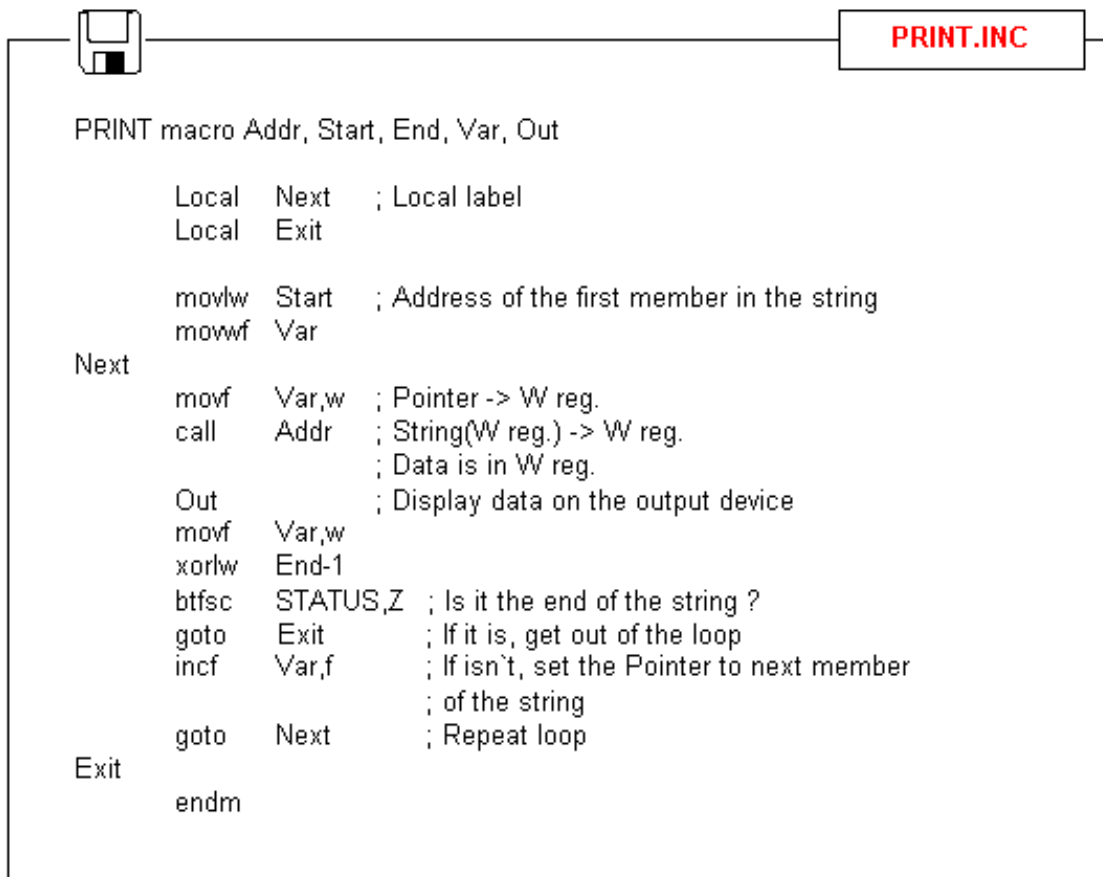 PRINT.INC
PRINT macro Addr, Start, End, Var, Out
Local Next ; Local label
Local Exit
movlw Start ; Address of the first member in the string
movwf Var
Next
movf Var,w ; Pointer -> W reg.
call Addr ; String(W reg.) -> W reg.
; Data is in W reg.
Out ; Display data on the output device
movf Var,w
xorlw End-1
btfsc STATUS,Z ; Is it the end of the string ?
goto Exit ; If it is, get out of the loop
incf Var,f ; If isn`t, set the Pointer to next member
; of the string
goto Next ; Repeat loop
Exit
endm